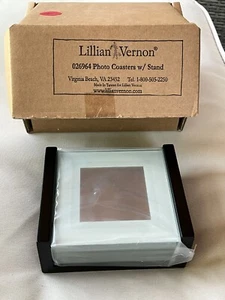 Lillian Vernon®
026964 Photo Coasters w/ Stand
Virginia Beach, VA 23452 Tel. 1-800-505-2250
Made in Taiwan for Lillian Vernon
www.lillianvernon.com